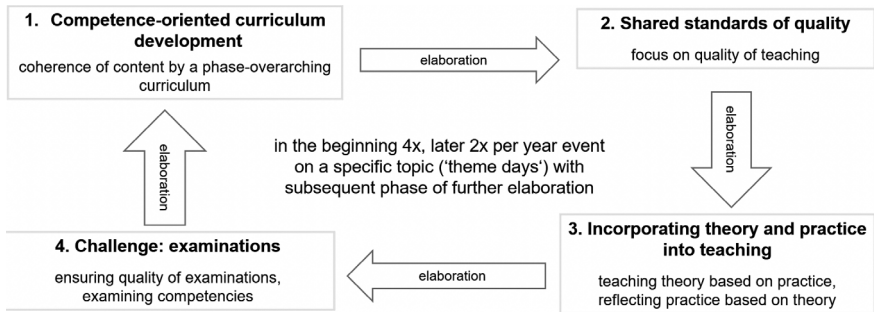 1. Competence-oriented curriculum
development
coherence of content by a phase-overarching
curriculum
elaboration
2. Shared standards of quality
focus on quality of teaching
elaboration
in the beginning 4x, later 2x per year event
on a specific topic (‘theme days‘) with
subsequent phase of further elaboration
3. Incorporating theory and practice
into teaching
teaching theory based on practice,
reflecting practice based on theory
elaboration
4. Challenge: examinations
ensuring quality of examinations,
examining competencies
elaboration